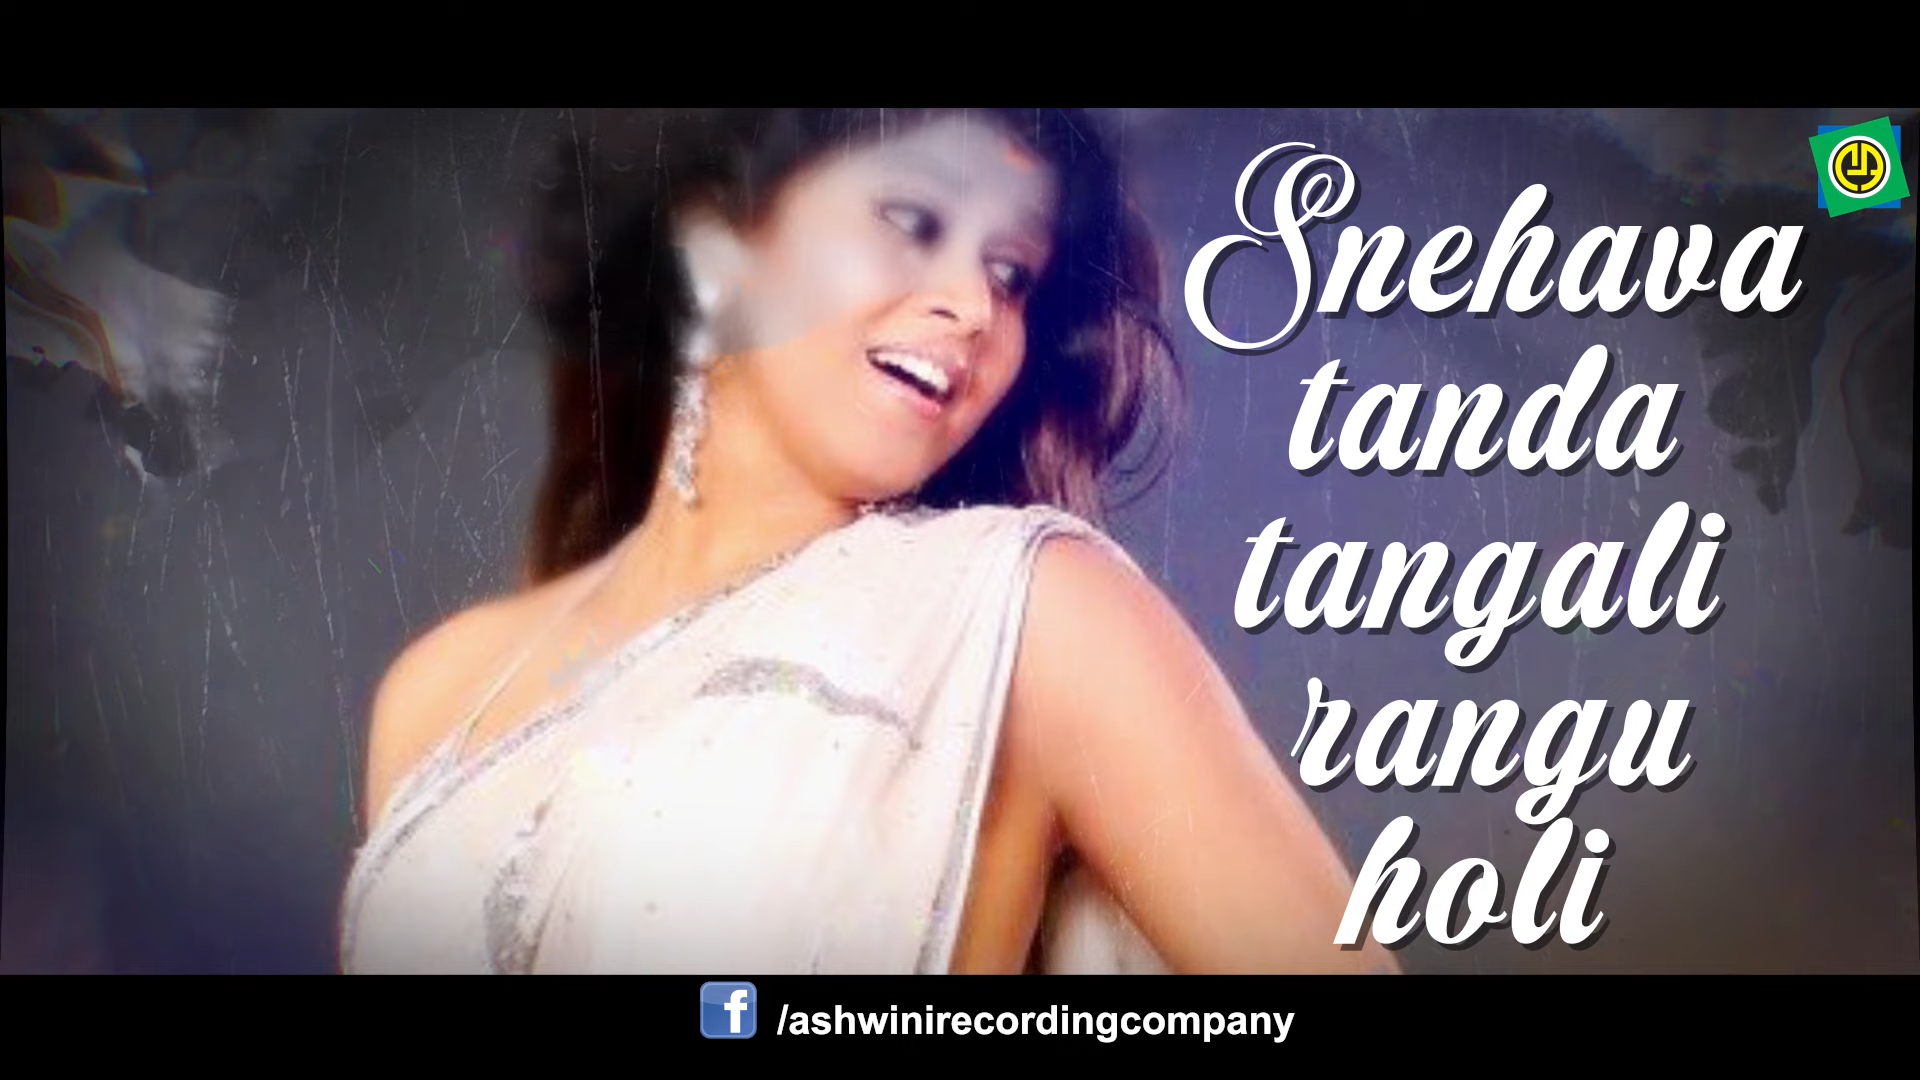 Snehava
tanda
tangali
rangu
holi
/ashwinirecordingcompany